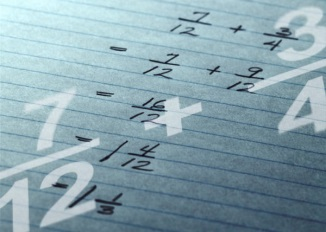 7/12 + 3/4
= 7/12 + 9/12
= 16/12
= 1 4/12
= 1 1/3
7/12 + 3/4